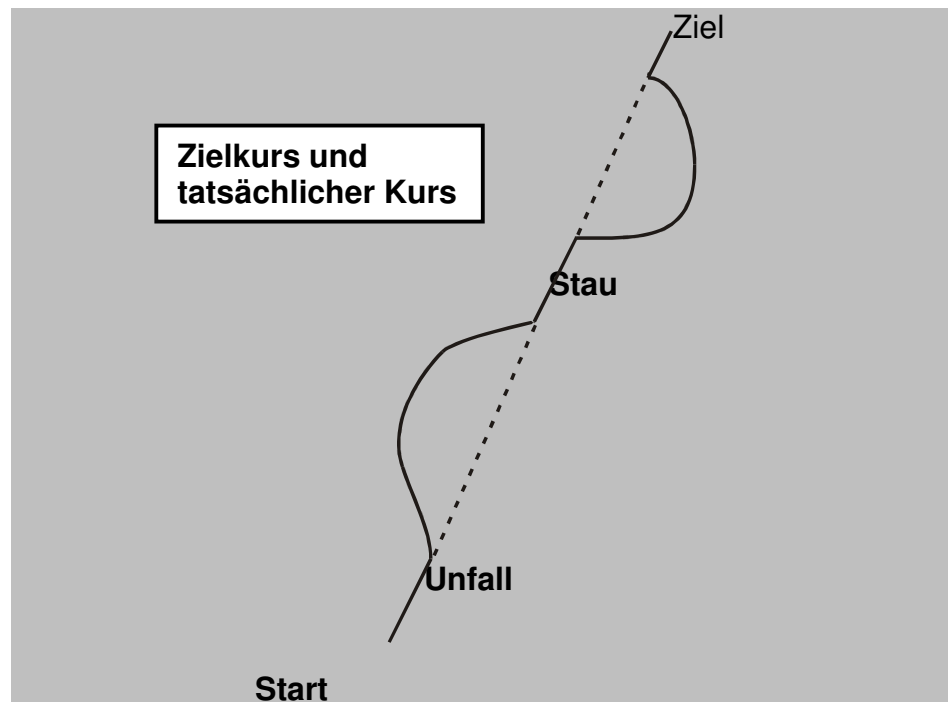 Ziel
Zielkurs und
tatsächlicher Kurs
Stau
Unfall
Start